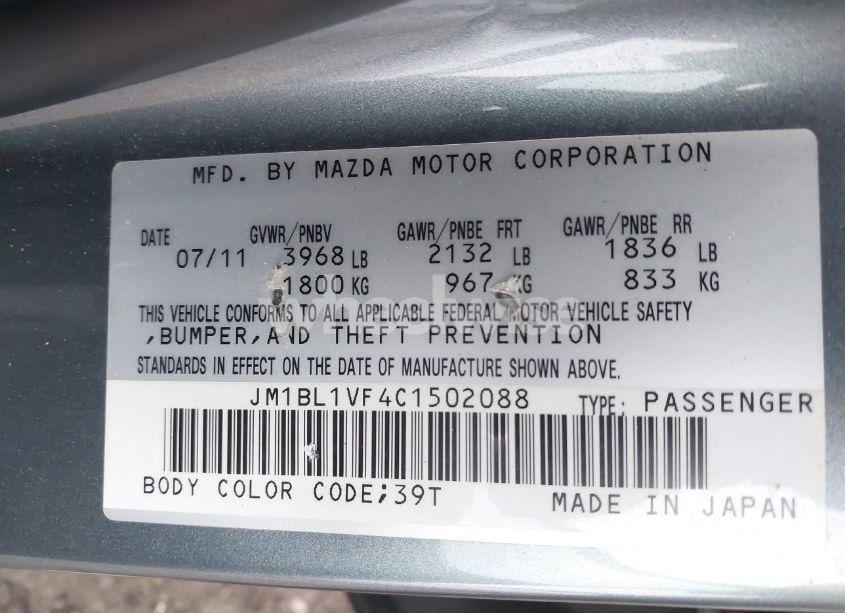 MFD. BY MAZDA MOTOR CORPORATION
DATE GVWR/PNBV GAWR/PNBE FRT GAWR/PNBE RR
07/11 3968 LB 2132 LB 1836 LB
1800 KG 967 KG 833 KG
THIS VEHICLE CONFORMS TO ALL APPLICABLE FEDERAL MOTOR VEHICLE SAFETY
,BUMPER,AND THEFT PREVENTION
STANDARDS IN EFFECT ON THE DATE OF MANUFACTURE SHOWN ABOVE.
JM1BL1VF4C1502088 TYPE: PASSENGER
BODY COLOR CODE;39T
MADE IN JAPAN